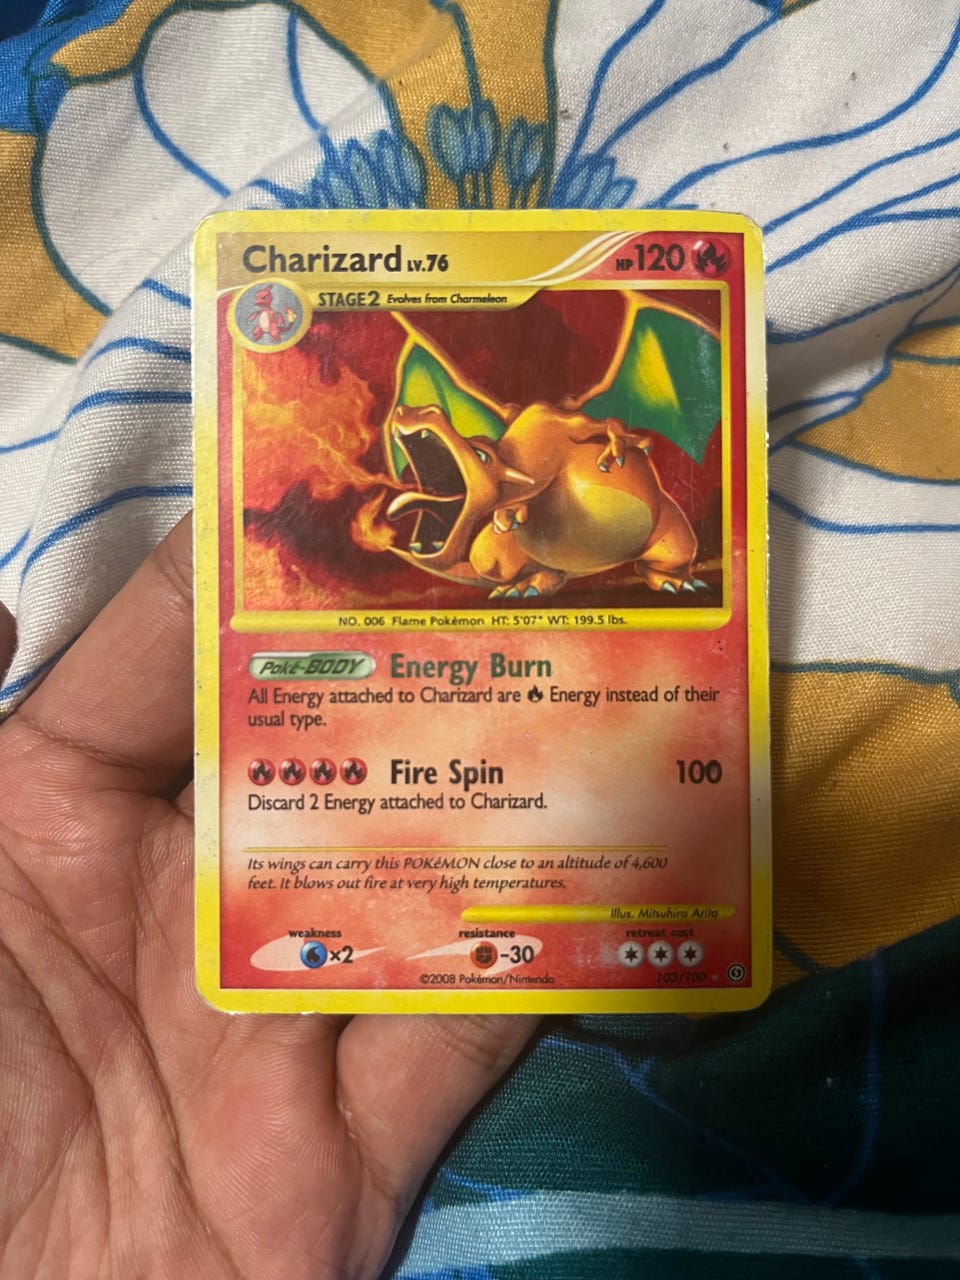 Charizard LV.76 HP 120
STAGE2 Evolves from Charmeleon
NO. 006 Flame Pokémon HT: 5'07" WT: 199.5 lbs.
Poké-BODY Energy Burn
All Energy attached to Charizard are Energy instead of their
usual type.
Fire Spin 100
Discard 2 Energy attached to Charizard.
Its wings can carry this POKéMON close to an altitude of 4,600
feet. It blows out fire at very high temperatures.
Illus. Mitsuhiro Arita
weakness resistance retreat cost
×2 -30
©2008 Pokémon/Nintendo 103/100 S